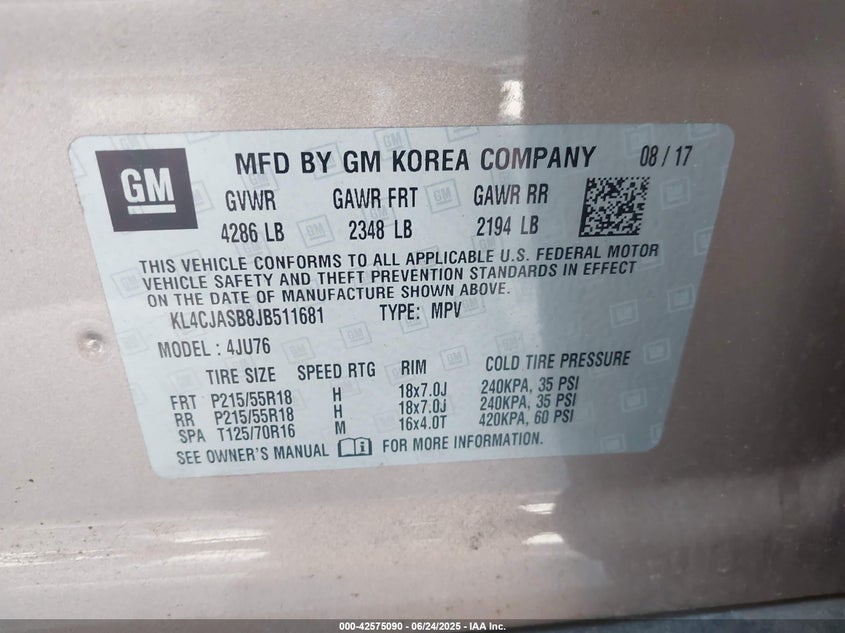 GM
MFD BY GM KOREA COMPANY 08 / 17
GVWR GAWR FRT GAWR RR
4286 LB 2348 LB 2194 LB
THIS VEHICLE CONFORMS TO ALL APPLICABLE U.S. FEDERAL MOTOR
VEHICLE SAFETY AND THEFT PREVENTION STANDARDS IN EFFECT
ON THE DATE OF MANUFACTURE SHOWN ABOVE.
KL4CJASB8JB511681 TYPE: MPV
MODEL : 4JU76
TIRE SIZE SPEED RTG RIM COLD TIRE PRESSURE
FRT P215/55R18 H 18x7.0J 240KPA, 35 PSI
RR P215/55R18 H 18x7.0J 240KPA, 35 PSI
SPA T125/70R16 M 16x4.0T 420KPA, 60 PSI
SEE OWNER'S MANUAL FOR MORE INFORMATION.
000-42575090 - 06/24/2025 - IAA Inc.